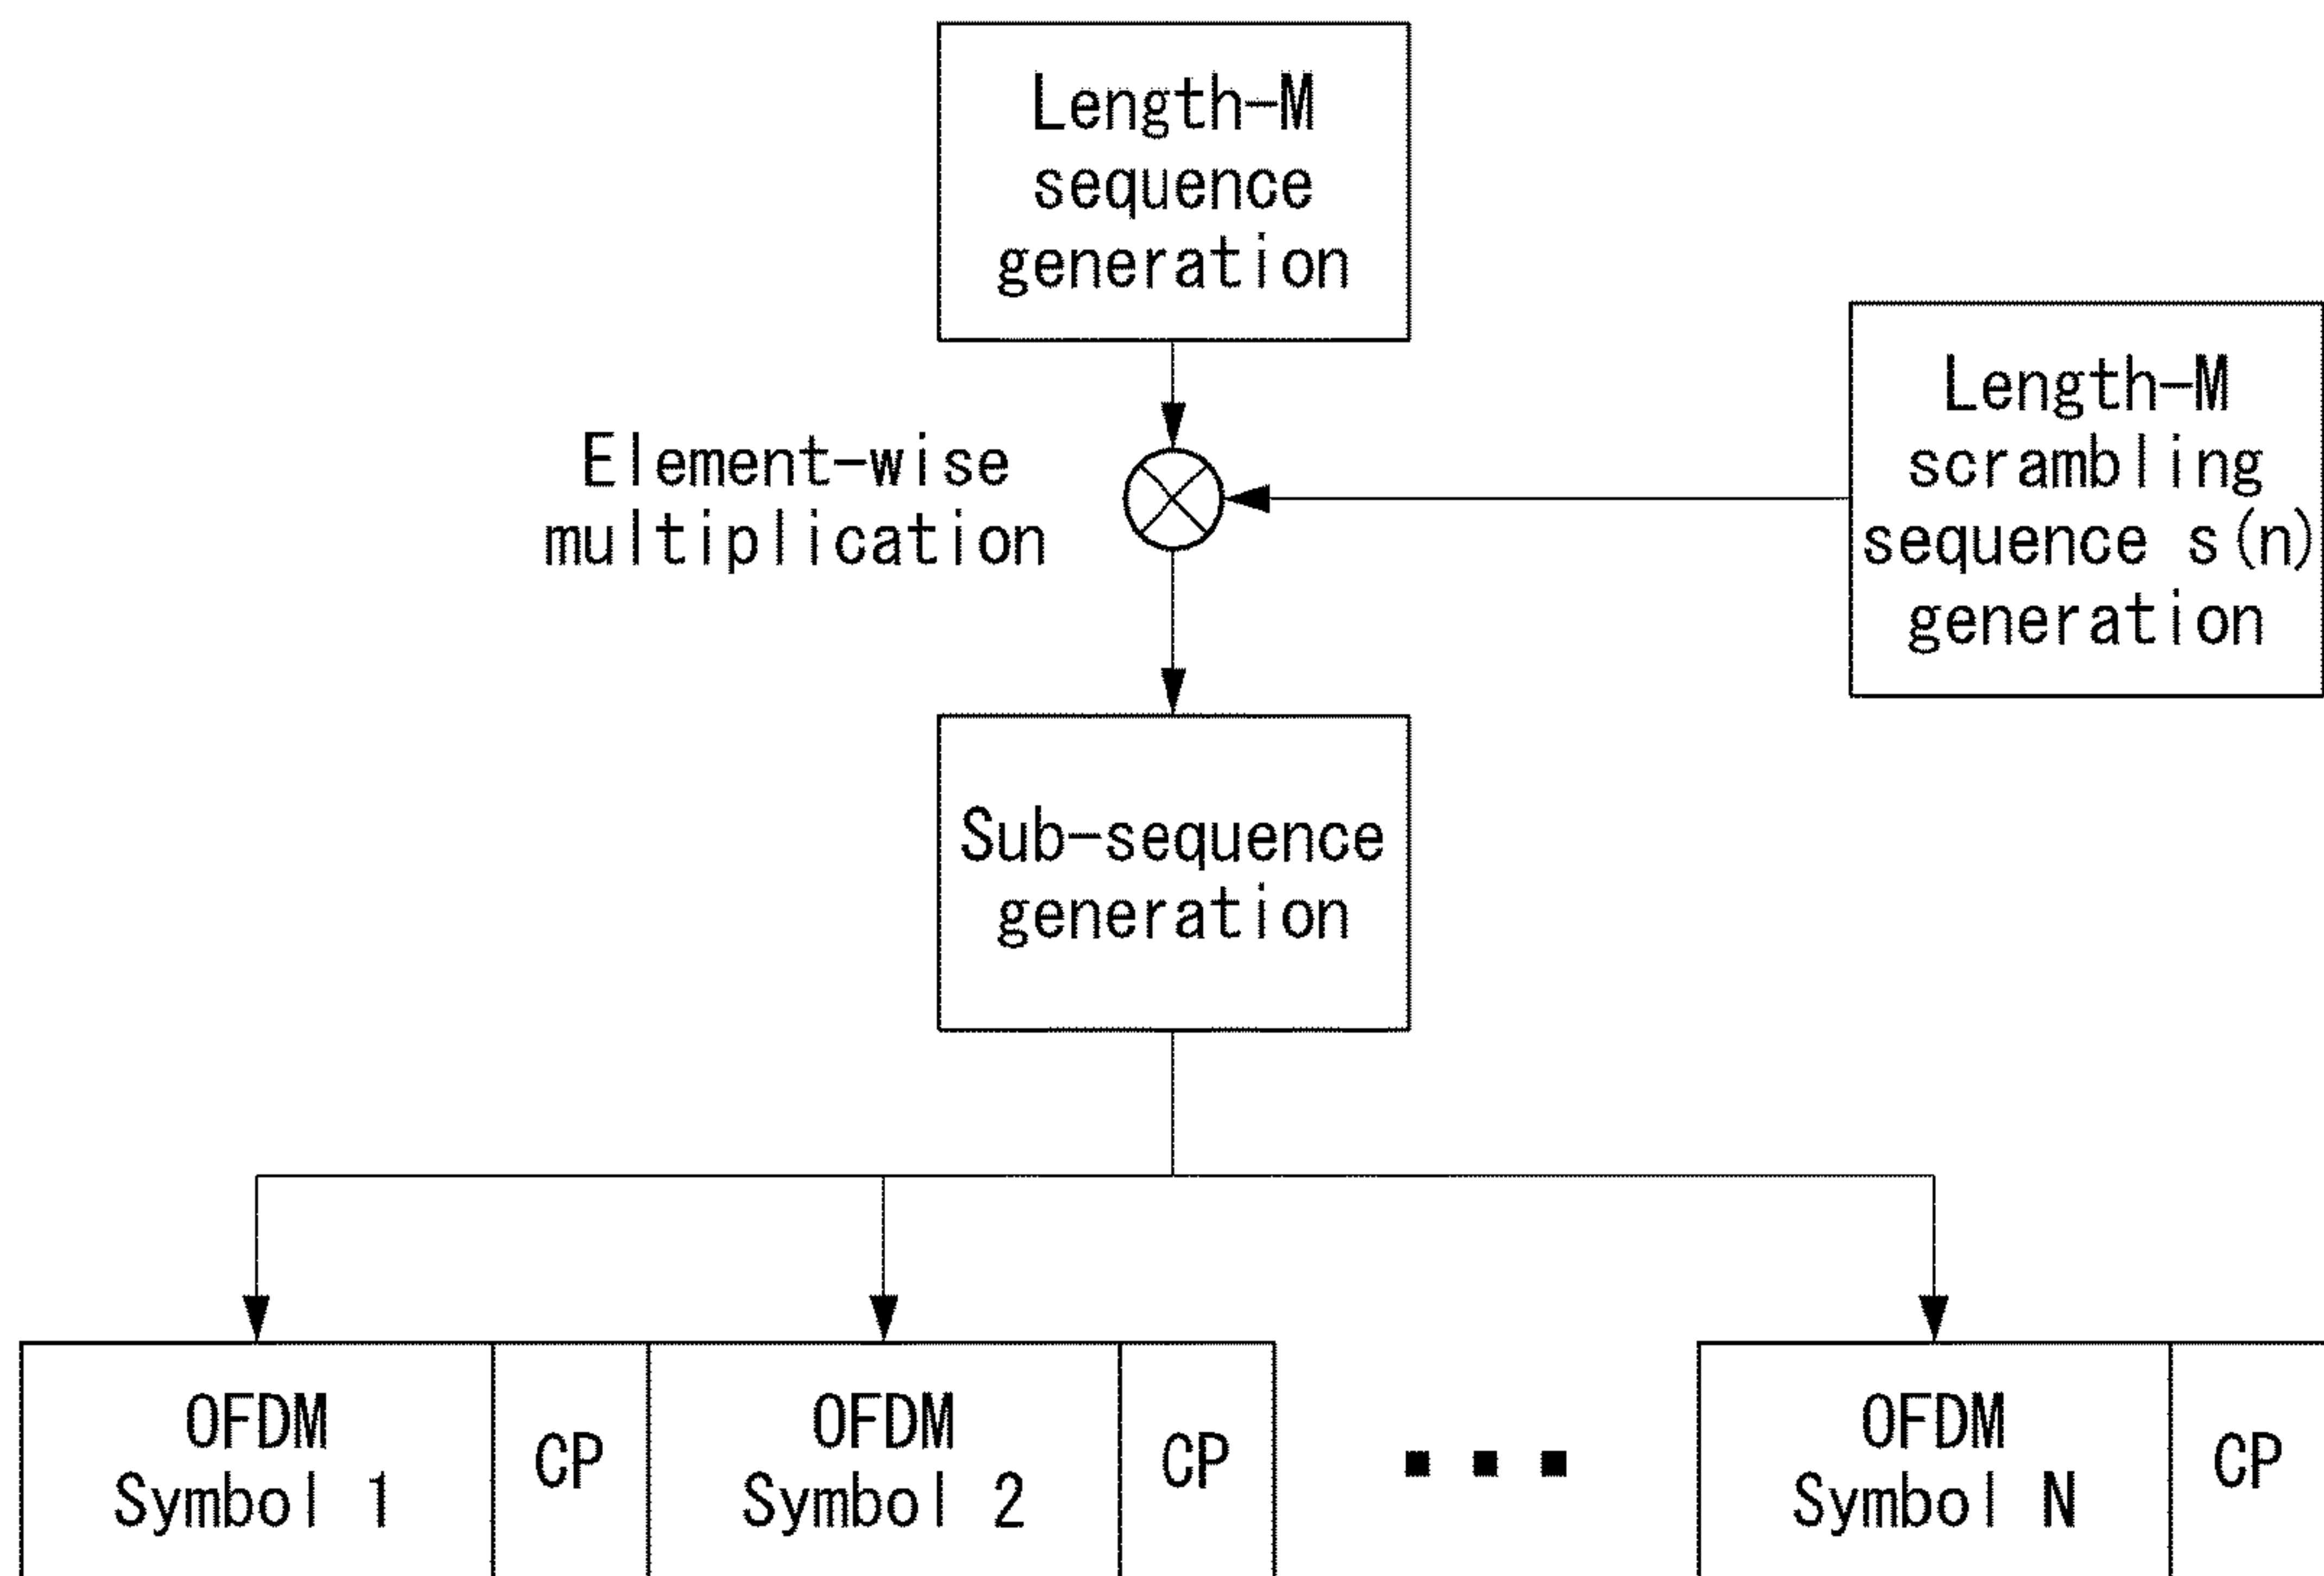 Length-M
sequence
generation
Length-M
scrambling
sequence s(n)
generation
Element-wise
multiplication
Sub-sequence
generation
OFDM
Symbol 1
CP
OFDM
Symbol 2
CP
OFDM
Symbol N
CP